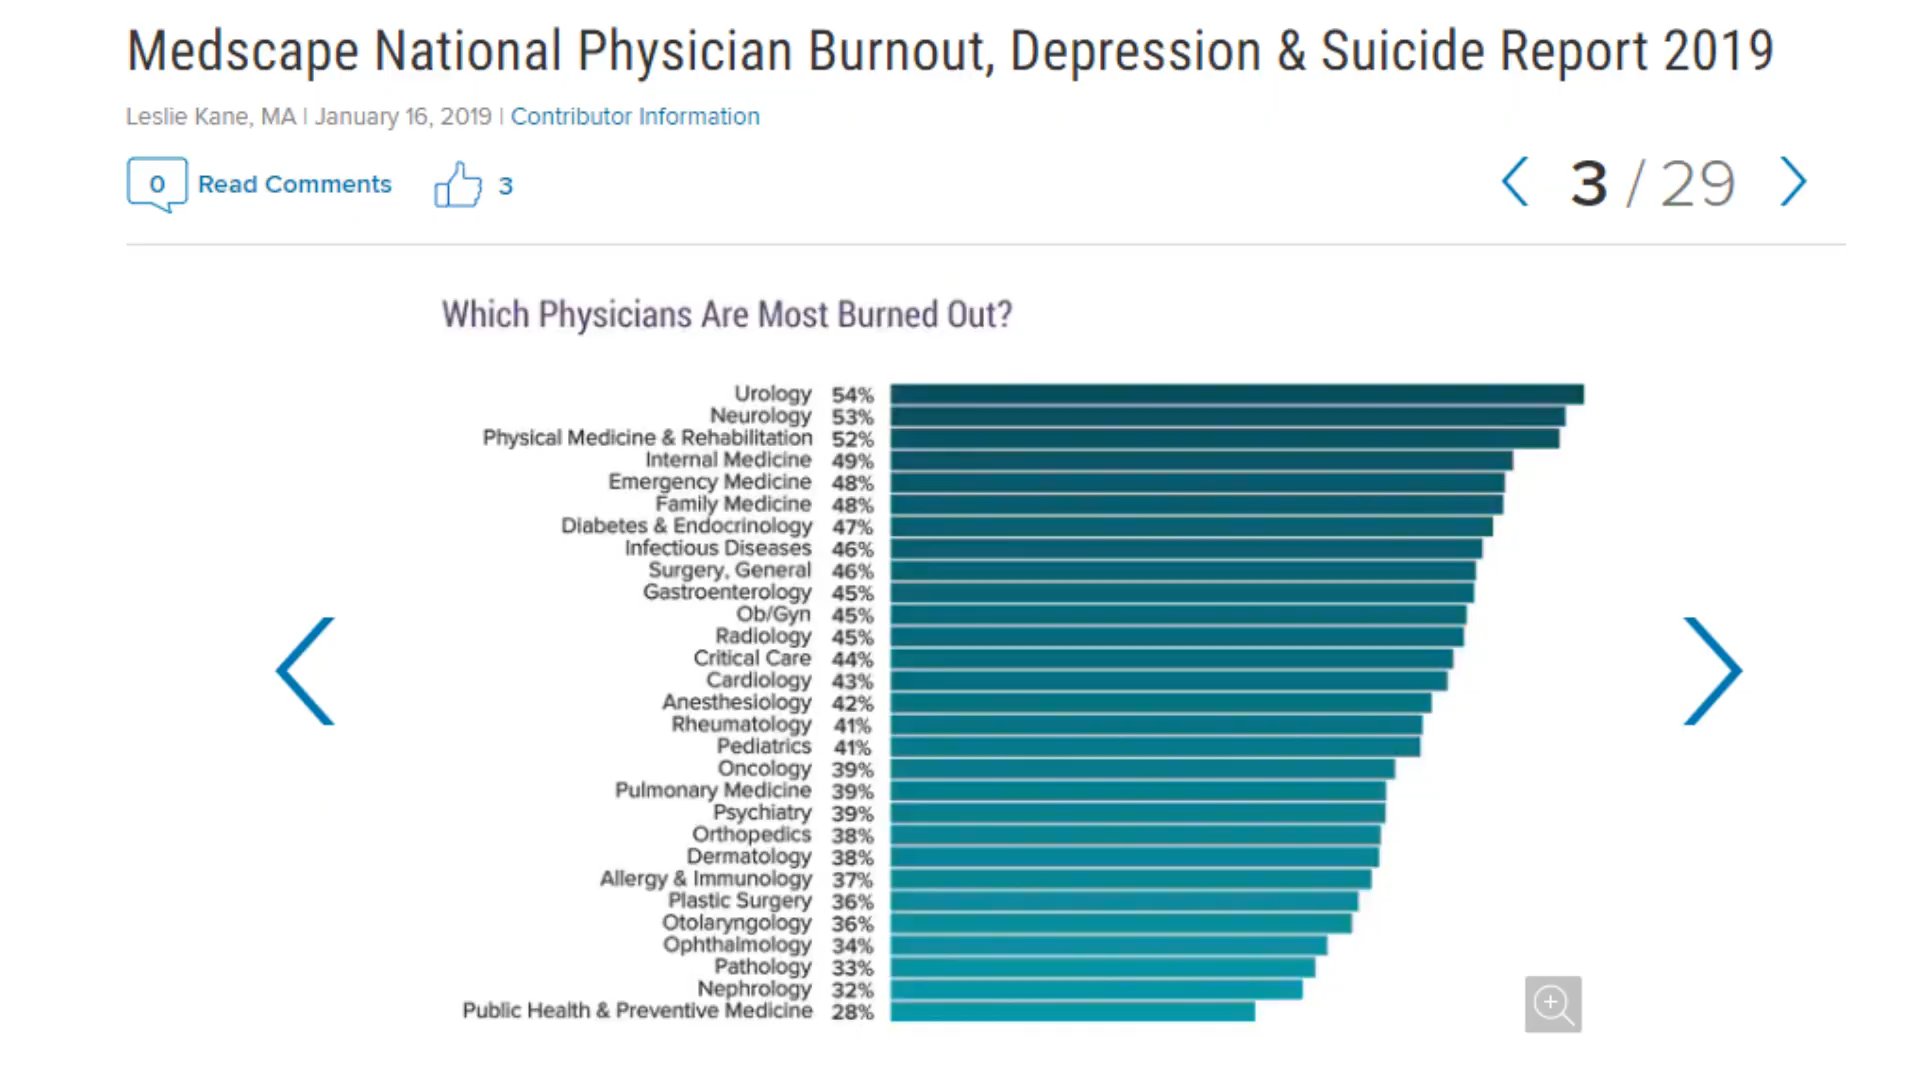 Medscape National Physician Burnout, Depression & Suicide Report 2019
Leslie Kane, MA | January 16, 2019 | Contributor Information
0 Read Comments 3
3 / 29
Which Physicians Are Most Burned Out?
Urology 54%
Neurology 53%
Physical Medicine & Rehabilitation 52%
Internal Medicine 49%
Emergency Medicine 48%
Family Medicine 48%
Diabetes & Endocrinology 47%
Infectious Diseases 46%
Surgery, General 46%
Gastroenterology 45%
Ob/Gyn 45%
Radiology 45%
Critical Care 44%
Cardiology 43%
Anesthesiology 42%
Rheumatology 41%
Pediatrics 41%
Oncology 39%
Pulmonary Medicine 39%
Psychiatry 39%
Orthopedics 38%
Dermatology 38%
Allergy & Immunology 37%
Plastic Surgery 36%
Otolaryngology 36%
Ophthalmology 34%
Pathology 33%
Nephrology 32%
Public Health & Preventive Medicine 28%